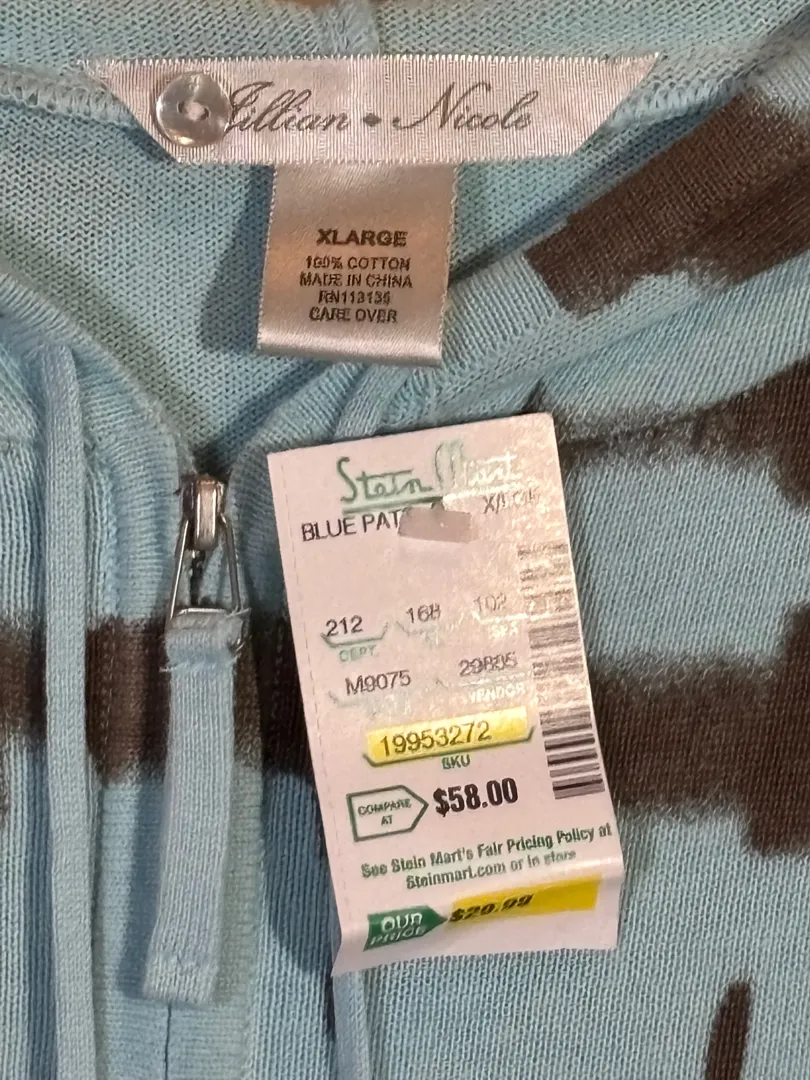 Jillian • Nicole
XLARGE
100% COTTON
MADE IN CHINA
RN113136
CARE OVER
Stein Mart
BLUE
212 168 102
DEPT
M9075 29885
VENDOR
19953272
SKU
COMPARE
AT
$58.00
See Stein Mart's Fair Pricing Policy at
Steinmart.com or in store
OUR
PRICE
$29.99